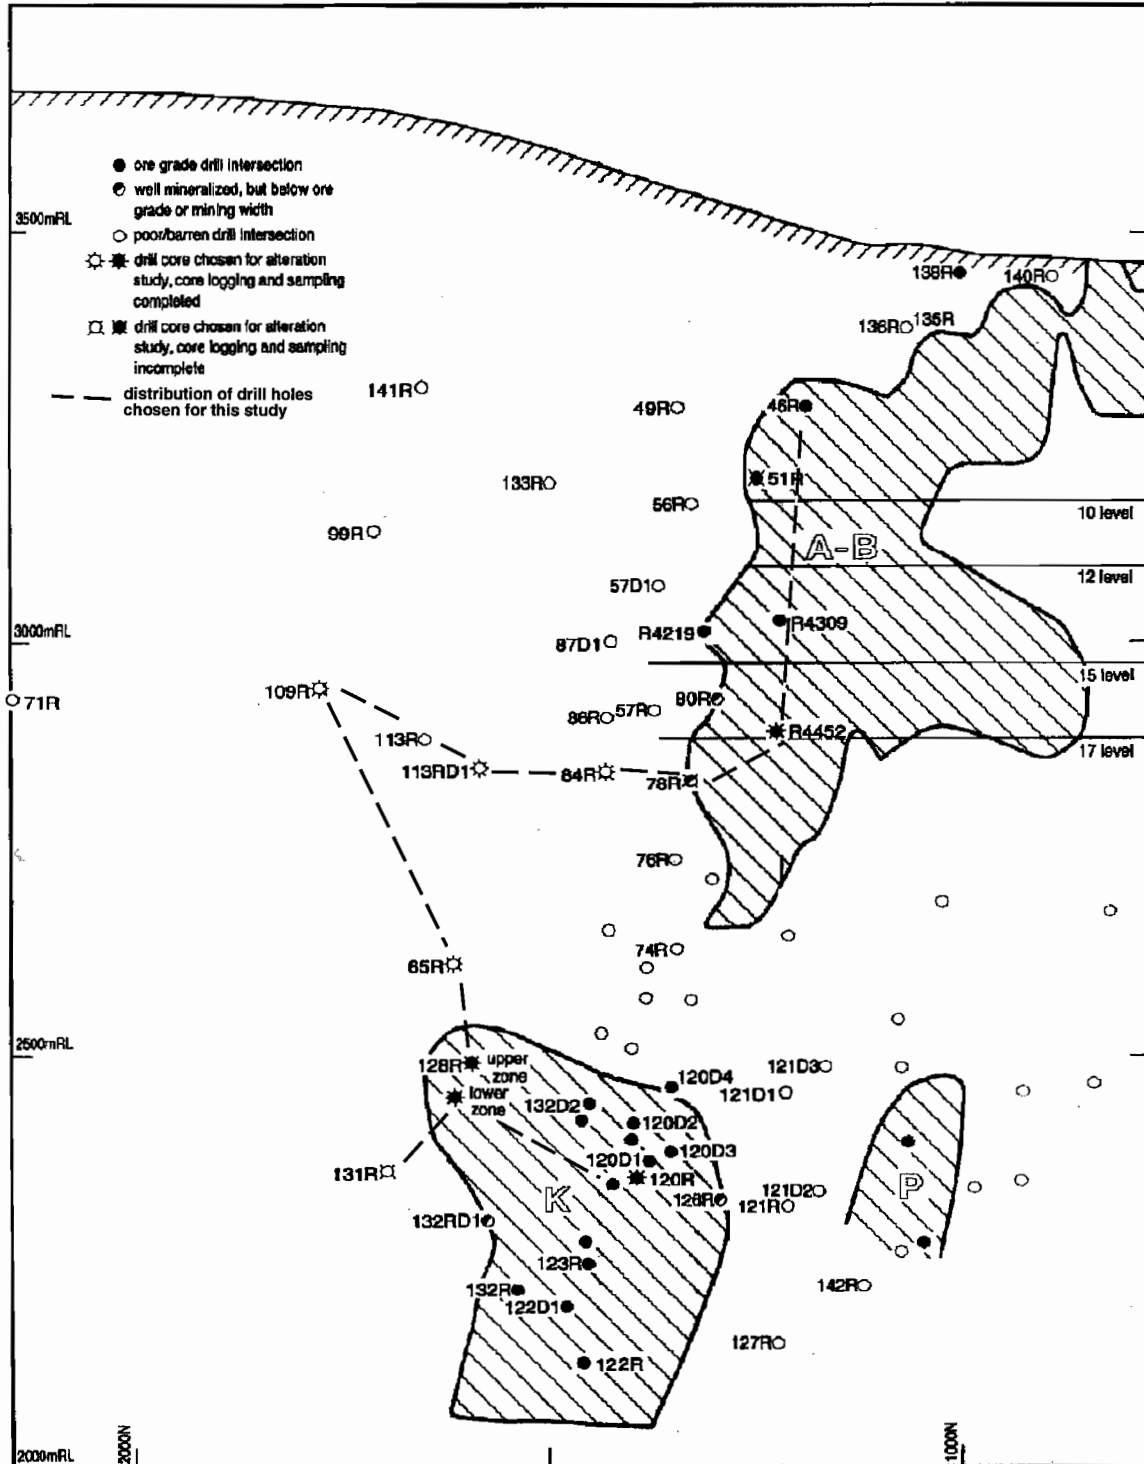 ore grade drill intersection
well mineralized, but below ore
grade or mining width
3500mRL
poor/barren drill intersection
drill core chosen for alteration
study, core logging and sampling
completed
drill core chosen for alteration
study, core logging and sampling
incomplete
distribution of drill holes
chosen for this study
138R
140R
136R
135R
141R
49R
46R
133R
51R
56R
10 level
99R
A-B
12 level
57D1
R4309
3000mRL
R4219
87D1
15 level
109R
71R
80R
57R
86R
R4452
113R
17 level
113RD1
84R
78R
76R
74R
65R
2500mRL
128R
upper
zone
lower
zone
121D3
120D4
121D1
132D2
120D2
120D3
120D1
131R
120R
121D2
P
K
126R
121R
132RD1
123R
142R
132R
122D1
127R
122R
2000mRL
2000N
1000N